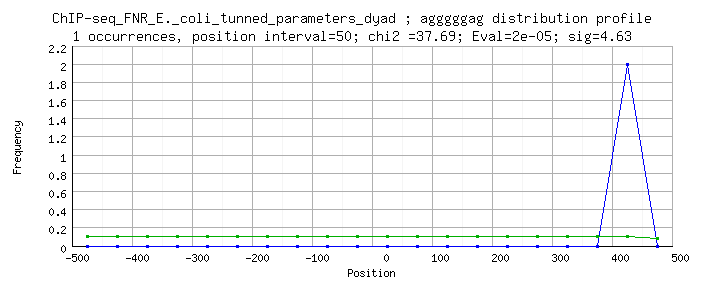 ChIP-seq_FNR_E._coli_tunned_parameters_dyad ; agggggag distribution profile
1 occurrences, position interval=50; chi2 =37.69; Eval=2e-05; sig=4.63
2.2
2
1.8
1.6
1.4
1.2
1
0.8
0.6
0.4
0.2
0
Frequency
-500 -400 -300 -200 -100 0 100 200 300 400 500
Position